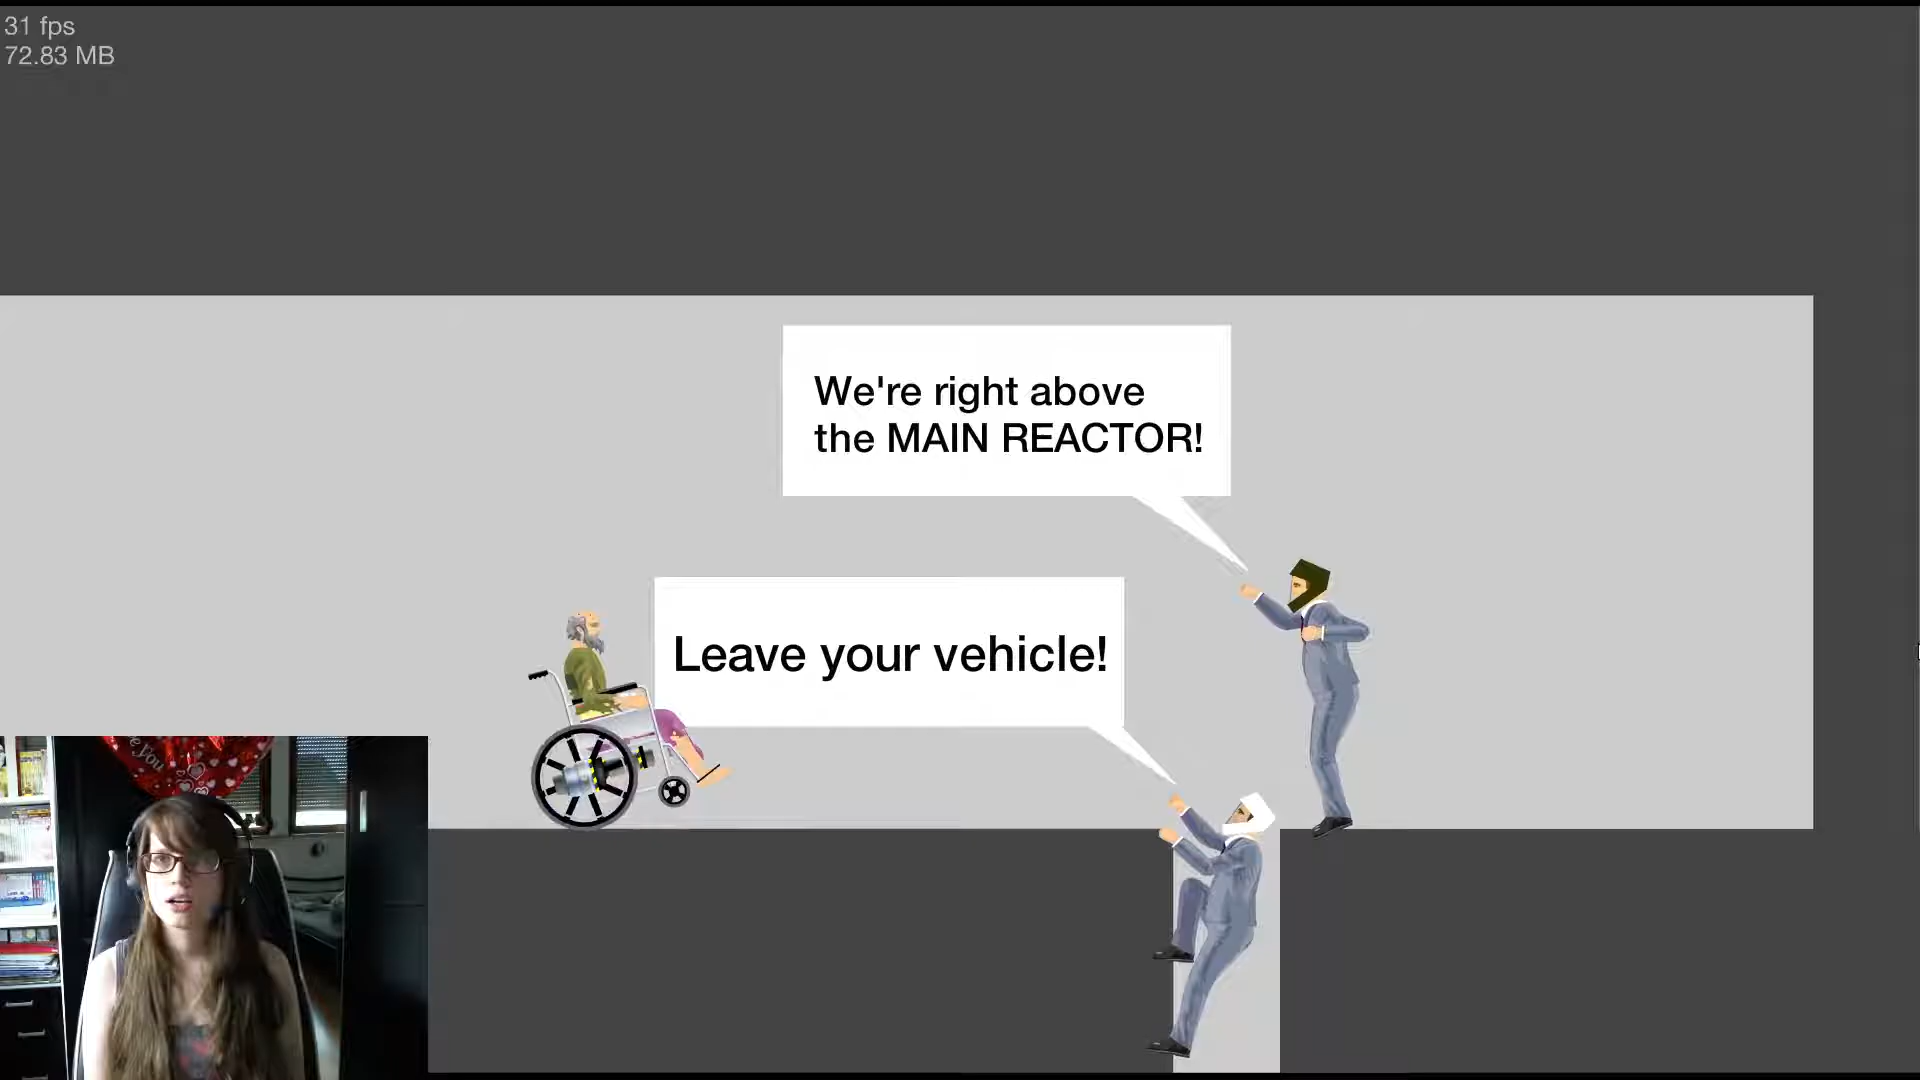 31 fps
72.83 MB
We're right above
the MAIN REACTOR!
Leave your vehicle!